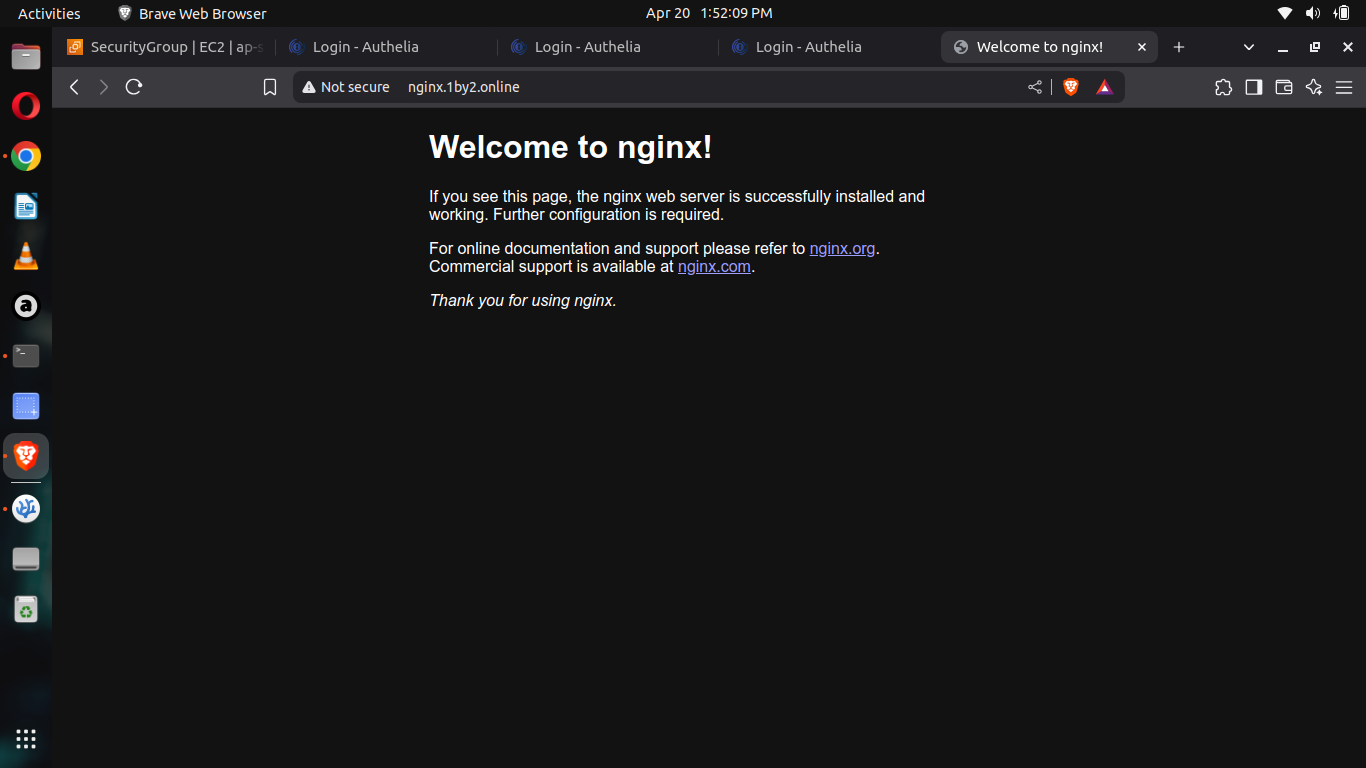 Activities
Brave Web Browser
Apr 20 1:52:09 PM
SecurityGroup | EC2 | ap-s
Login - Authelia
Login - Authelia
Login - Authelia
Welcome to nginx!
Not secure
nginx.1by2.online
Welcome to nginx!
If you see this page, the nginx web server is successfully installed and
working. Further configuration is required.
For online documentation and support please refer to nginx.org.
Commercial support is available at nginx.com.
Thank you for using nginx.